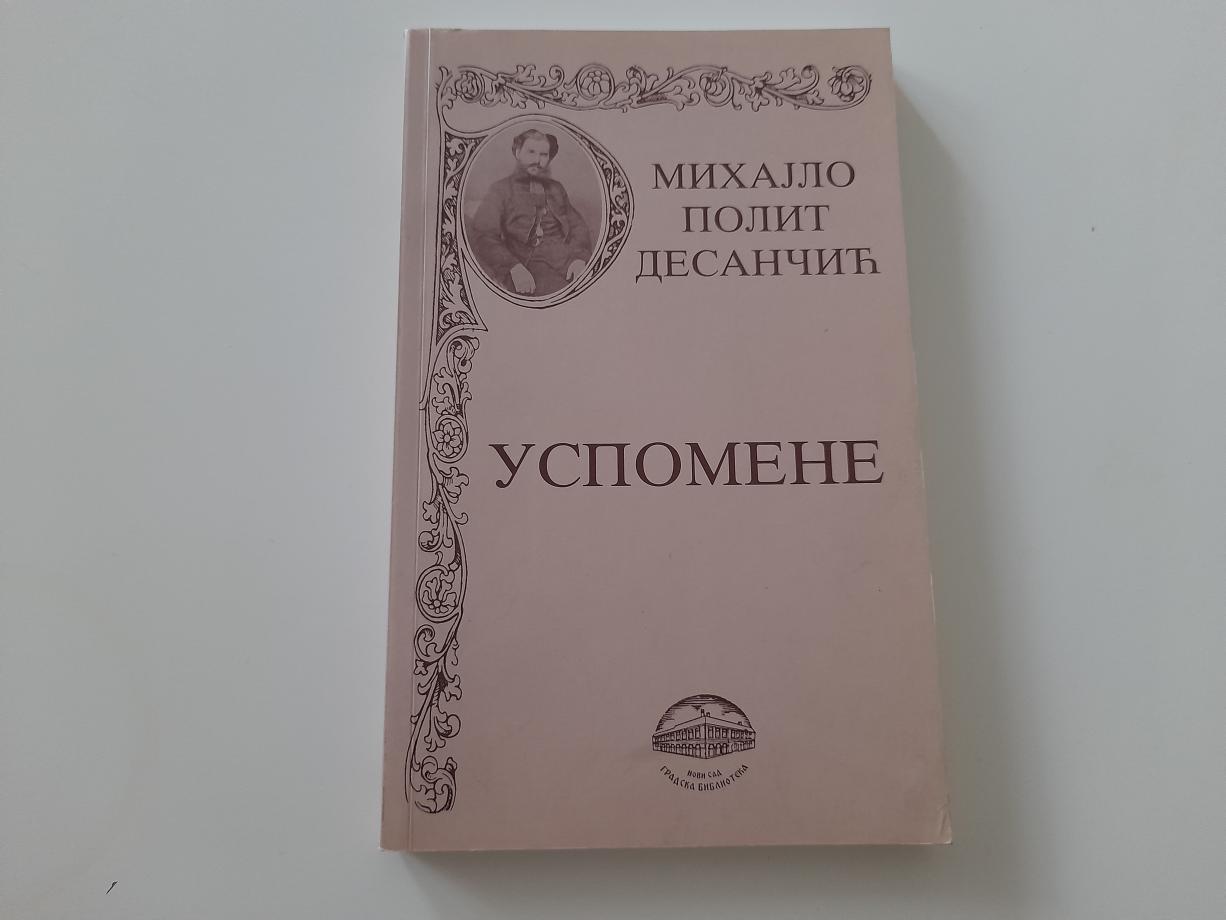 МИХАЈЛО
ПОЛИТ
ДЕСАНЧИЋ
УСПОМЕНЕ
НОВИ САД
ГРАДСКА БИБЛИОТЕКА